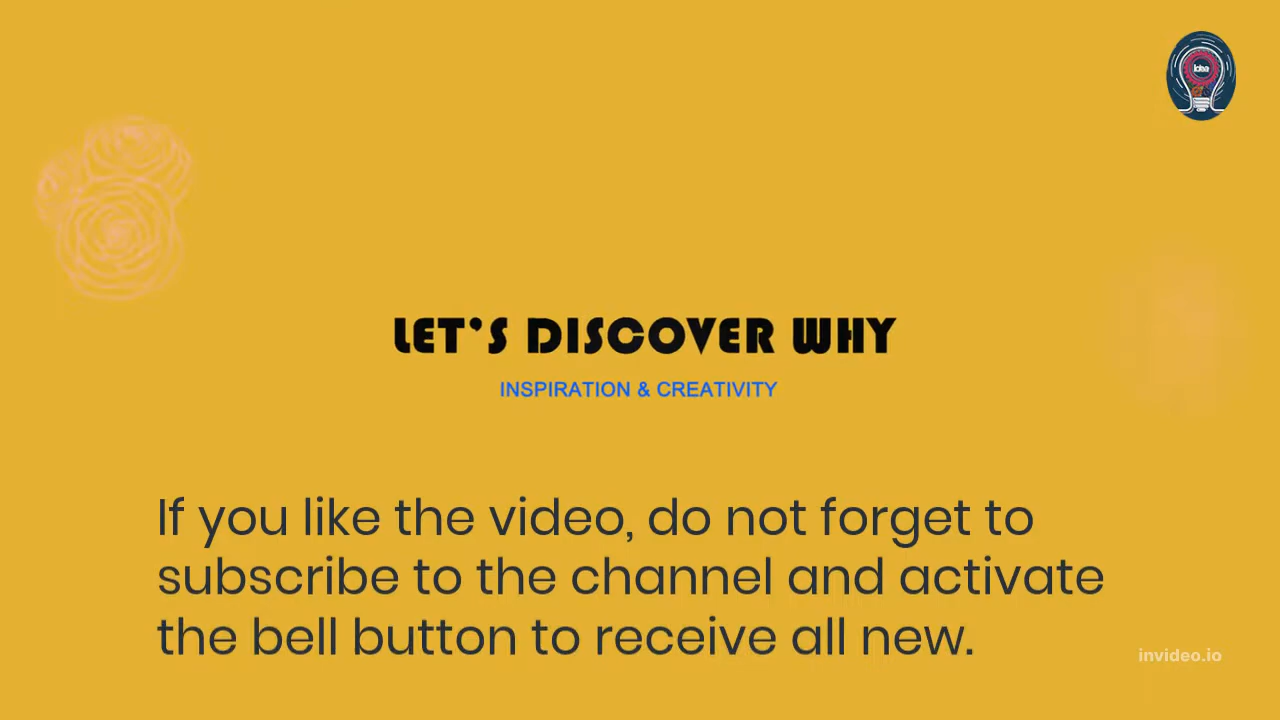 Idea
LET'S DISCOVER WHY
INSPIRATION & CREATIVITY
If you like the video, do not forget to
subscribe to the channel and activate
the bell button to receive all new.
invideo.io